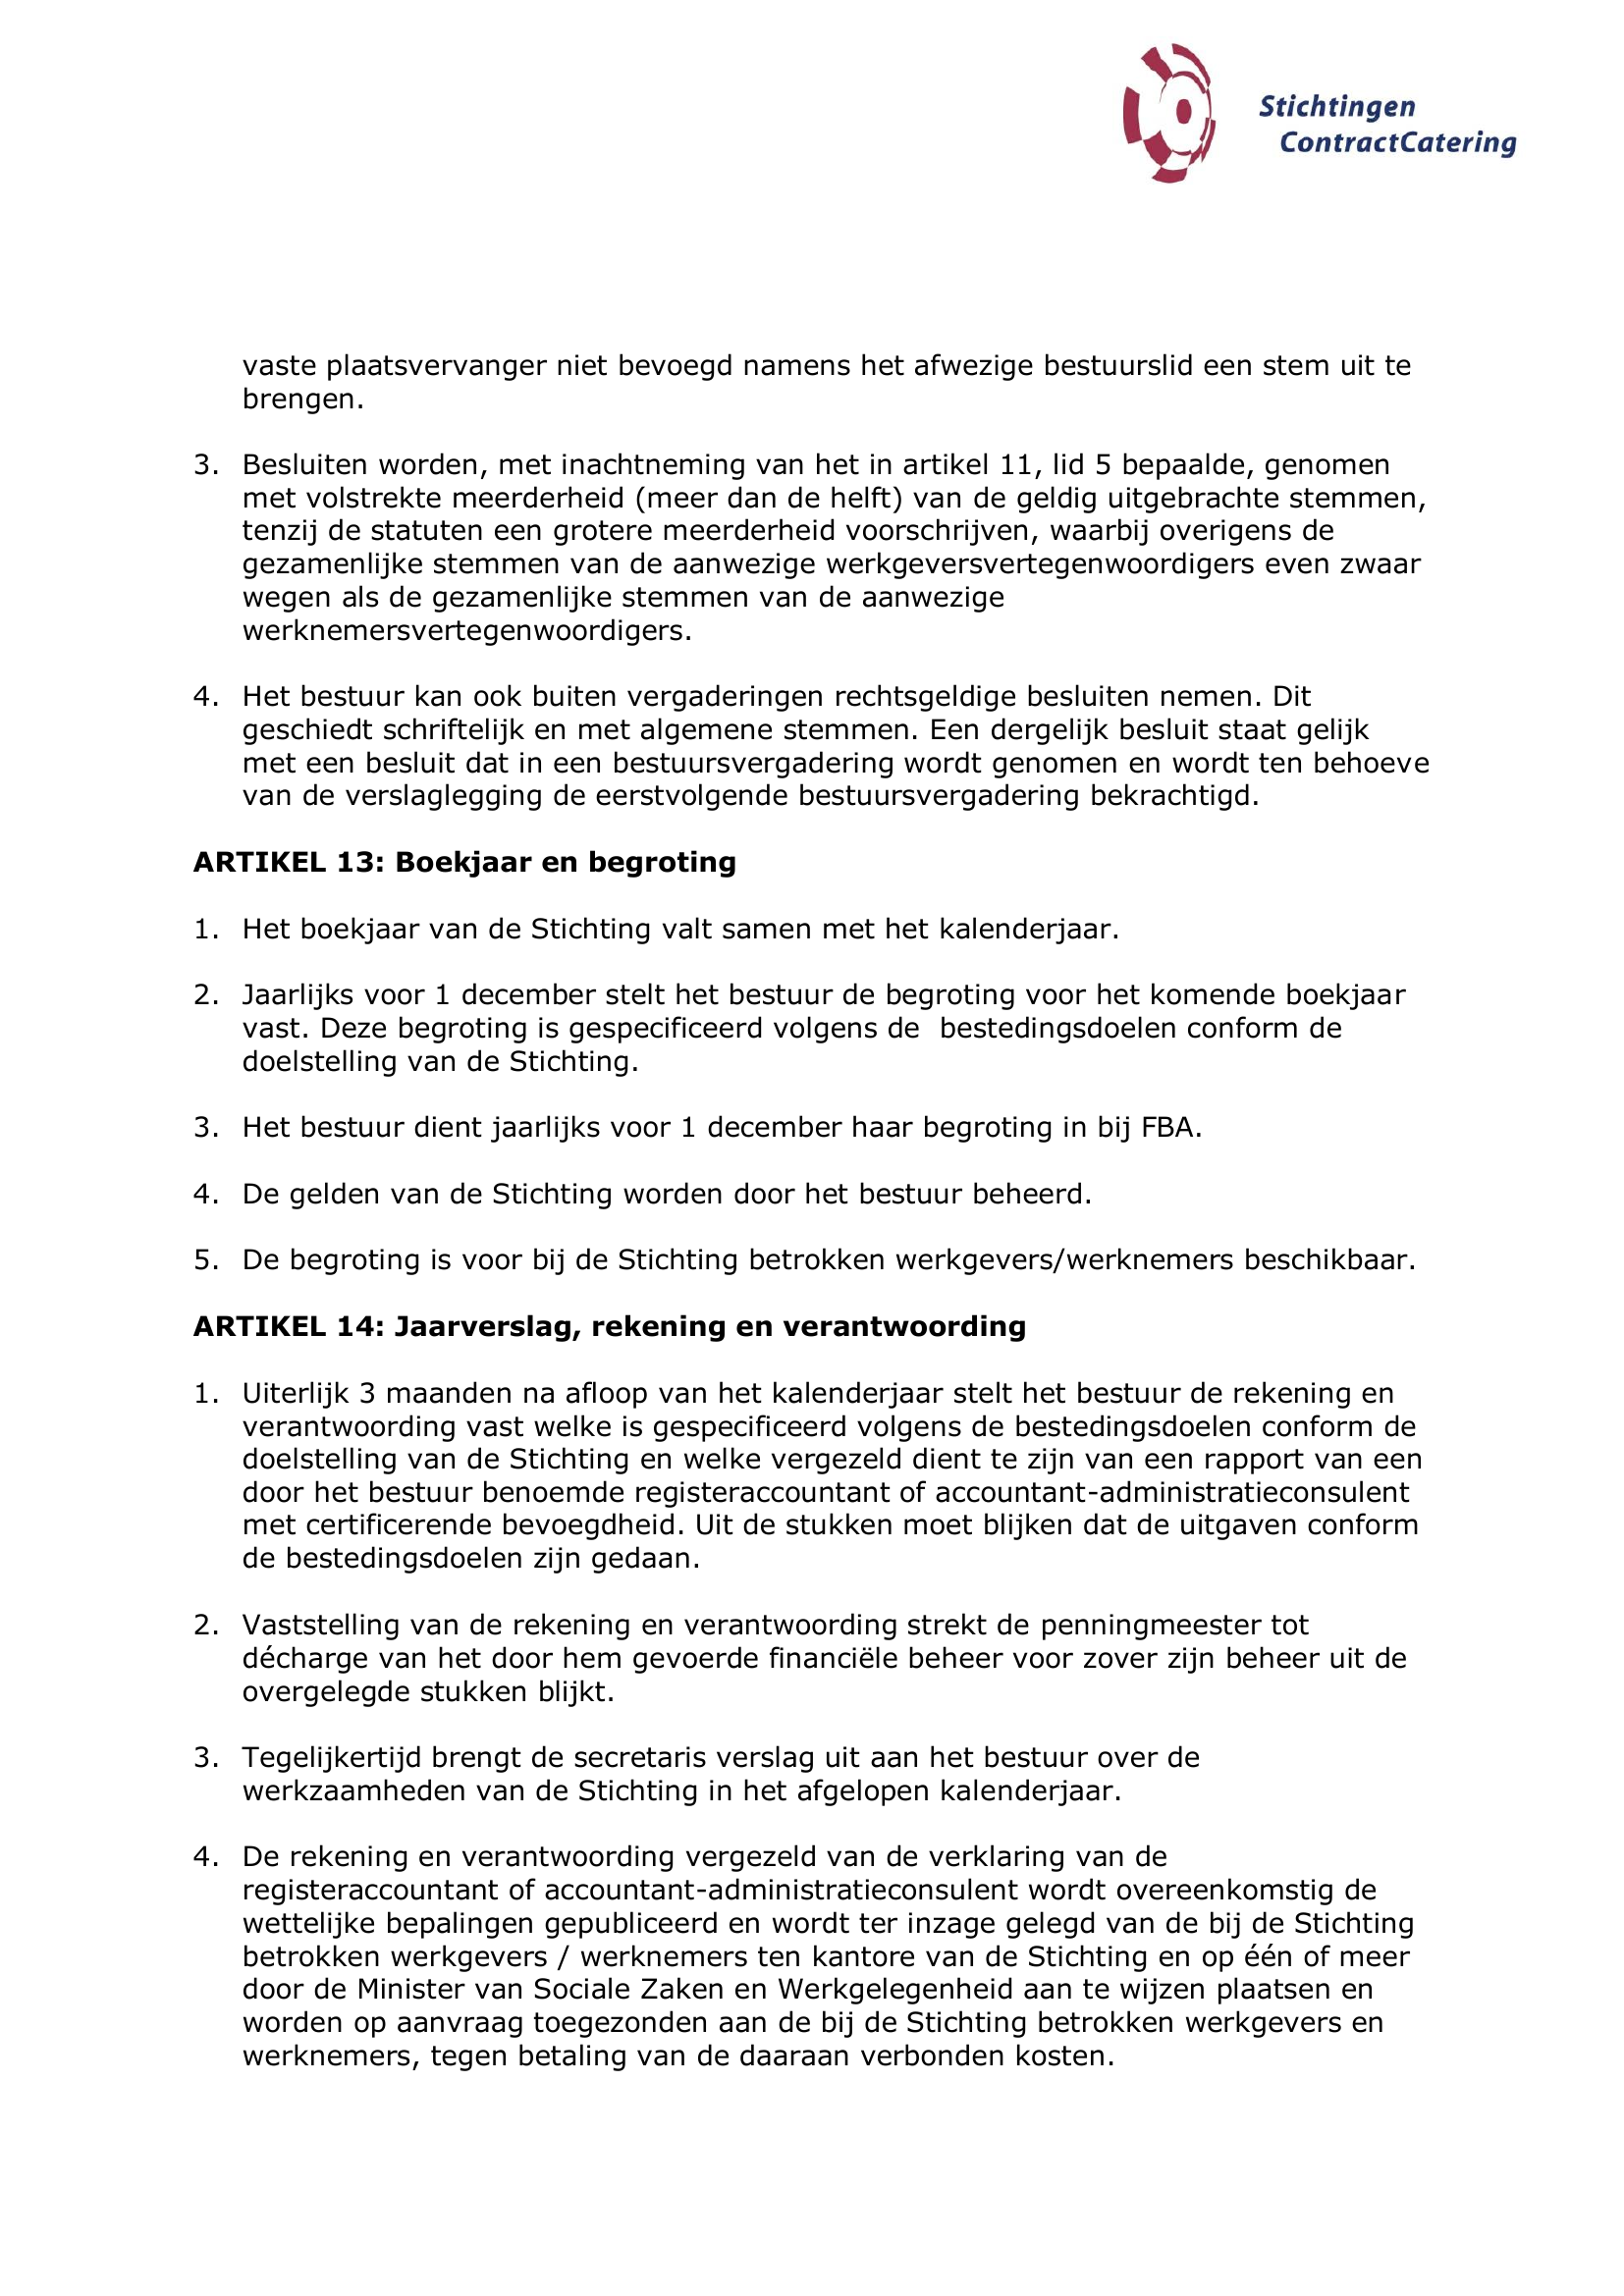 Stichtingen
ContractCatering
vaste plaatsvervanger niet bevoegd namens het afwezige bestuurslid een stem uit te
brengen.
3. Besluiten worden, met inachtneming van het in artikel 11, lid 5 bepaalde, genomen
met volstrekte meerderheid (meer dan de helft) van de geldig uitgebrachte stemmen,
tenzij de statuten een grotere meerderheid voorschrijven, waarbij overigens de
gezamenlijke stemmen van de aanwezige werkgeversvertegenwoordigers even zwaar
wegen als de gezamenlijke stemmen van de aanwezige
werknemersvertegenwoordigers.
4. Het bestuur kan ook buiten vergaderingen rechtsgeldige besluiten nemen. Dit
geschiedt schriftelijk en met algemene stemmen. Een dergelijk besluit staat gelijk
met een besluit dat in een bestuursvergadering wordt genomen en wordt ten behoeve
van de verslaglegging de eerstvolgende bestuursvergadering bekrachtigd.
ARTIKEL 13: Boekjaar en begroting
1. Het boekjaar van de Stichting valt samen met het kalenderjaar.
2. Jaarlijks voor 1 december stelt het bestuur de begroting voor het komende boekjaar
vast. Deze begroting is gespecificeerd volgens de  bestedingsdoelen conform de
doelstelling van de Stichting.
3. Het bestuur dient jaarlijks voor 1 december haar begroting in bij FBA.
4. De gelden van de Stichting worden door het bestuur beheerd.
5. De begroting is voor bij de Stichting betrokken werkgevers/werknemers beschikbaar.
ARTIKEL 14: Jaarverslag, rekening en verantwoording
1. Uiterlijk 3 maanden na afloop van het kalenderjaar stelt het bestuur de rekening en
verantwoording vast welke is gespecificeerd volgens de bestedingsdoelen conform de
doelstelling van de Stichting en welke vergezeld dient te zijn van een rapport van een
door het bestuur benoemde registeraccountant of accountant-administratieconsulent
met certificerende bevoegdheid. Uit de stukken moet blijken dat de uitgaven conform
de bestedingsdoelen zijn gedaan.
2. Vaststelling van de rekening en verantwoording strekt de penningmeester tot
décharge van het door hem gevoerde financiële beheer voor zover zijn beheer uit de
overgelegde stukken blijkt.
3. Tegelijkertijd brengt de secretaris verslag uit aan het bestuur over de
werkzaamheden van de Stichting in het afgelopen kalenderjaar.
4. De rekening en verantwoording vergezeld van de verklaring van de
registeraccountant of accountant-administratieconsulent wordt overeenkomstig de
wettelijke bepalingen gepubliceerd en wordt ter inzage gelegd van de bij de Stichting
betrokken werkgevers / werknemers ten kantore van de Stichting en op één of meer
door de Minister van Sociale Zaken en Werkgelegenheid aan te wijzen plaatsen en
worden op aanvraag toegezonden aan de bij de Stichting betrokken werkgevers en
werknemers, tegen betaling van de daaraan verbonden kosten.